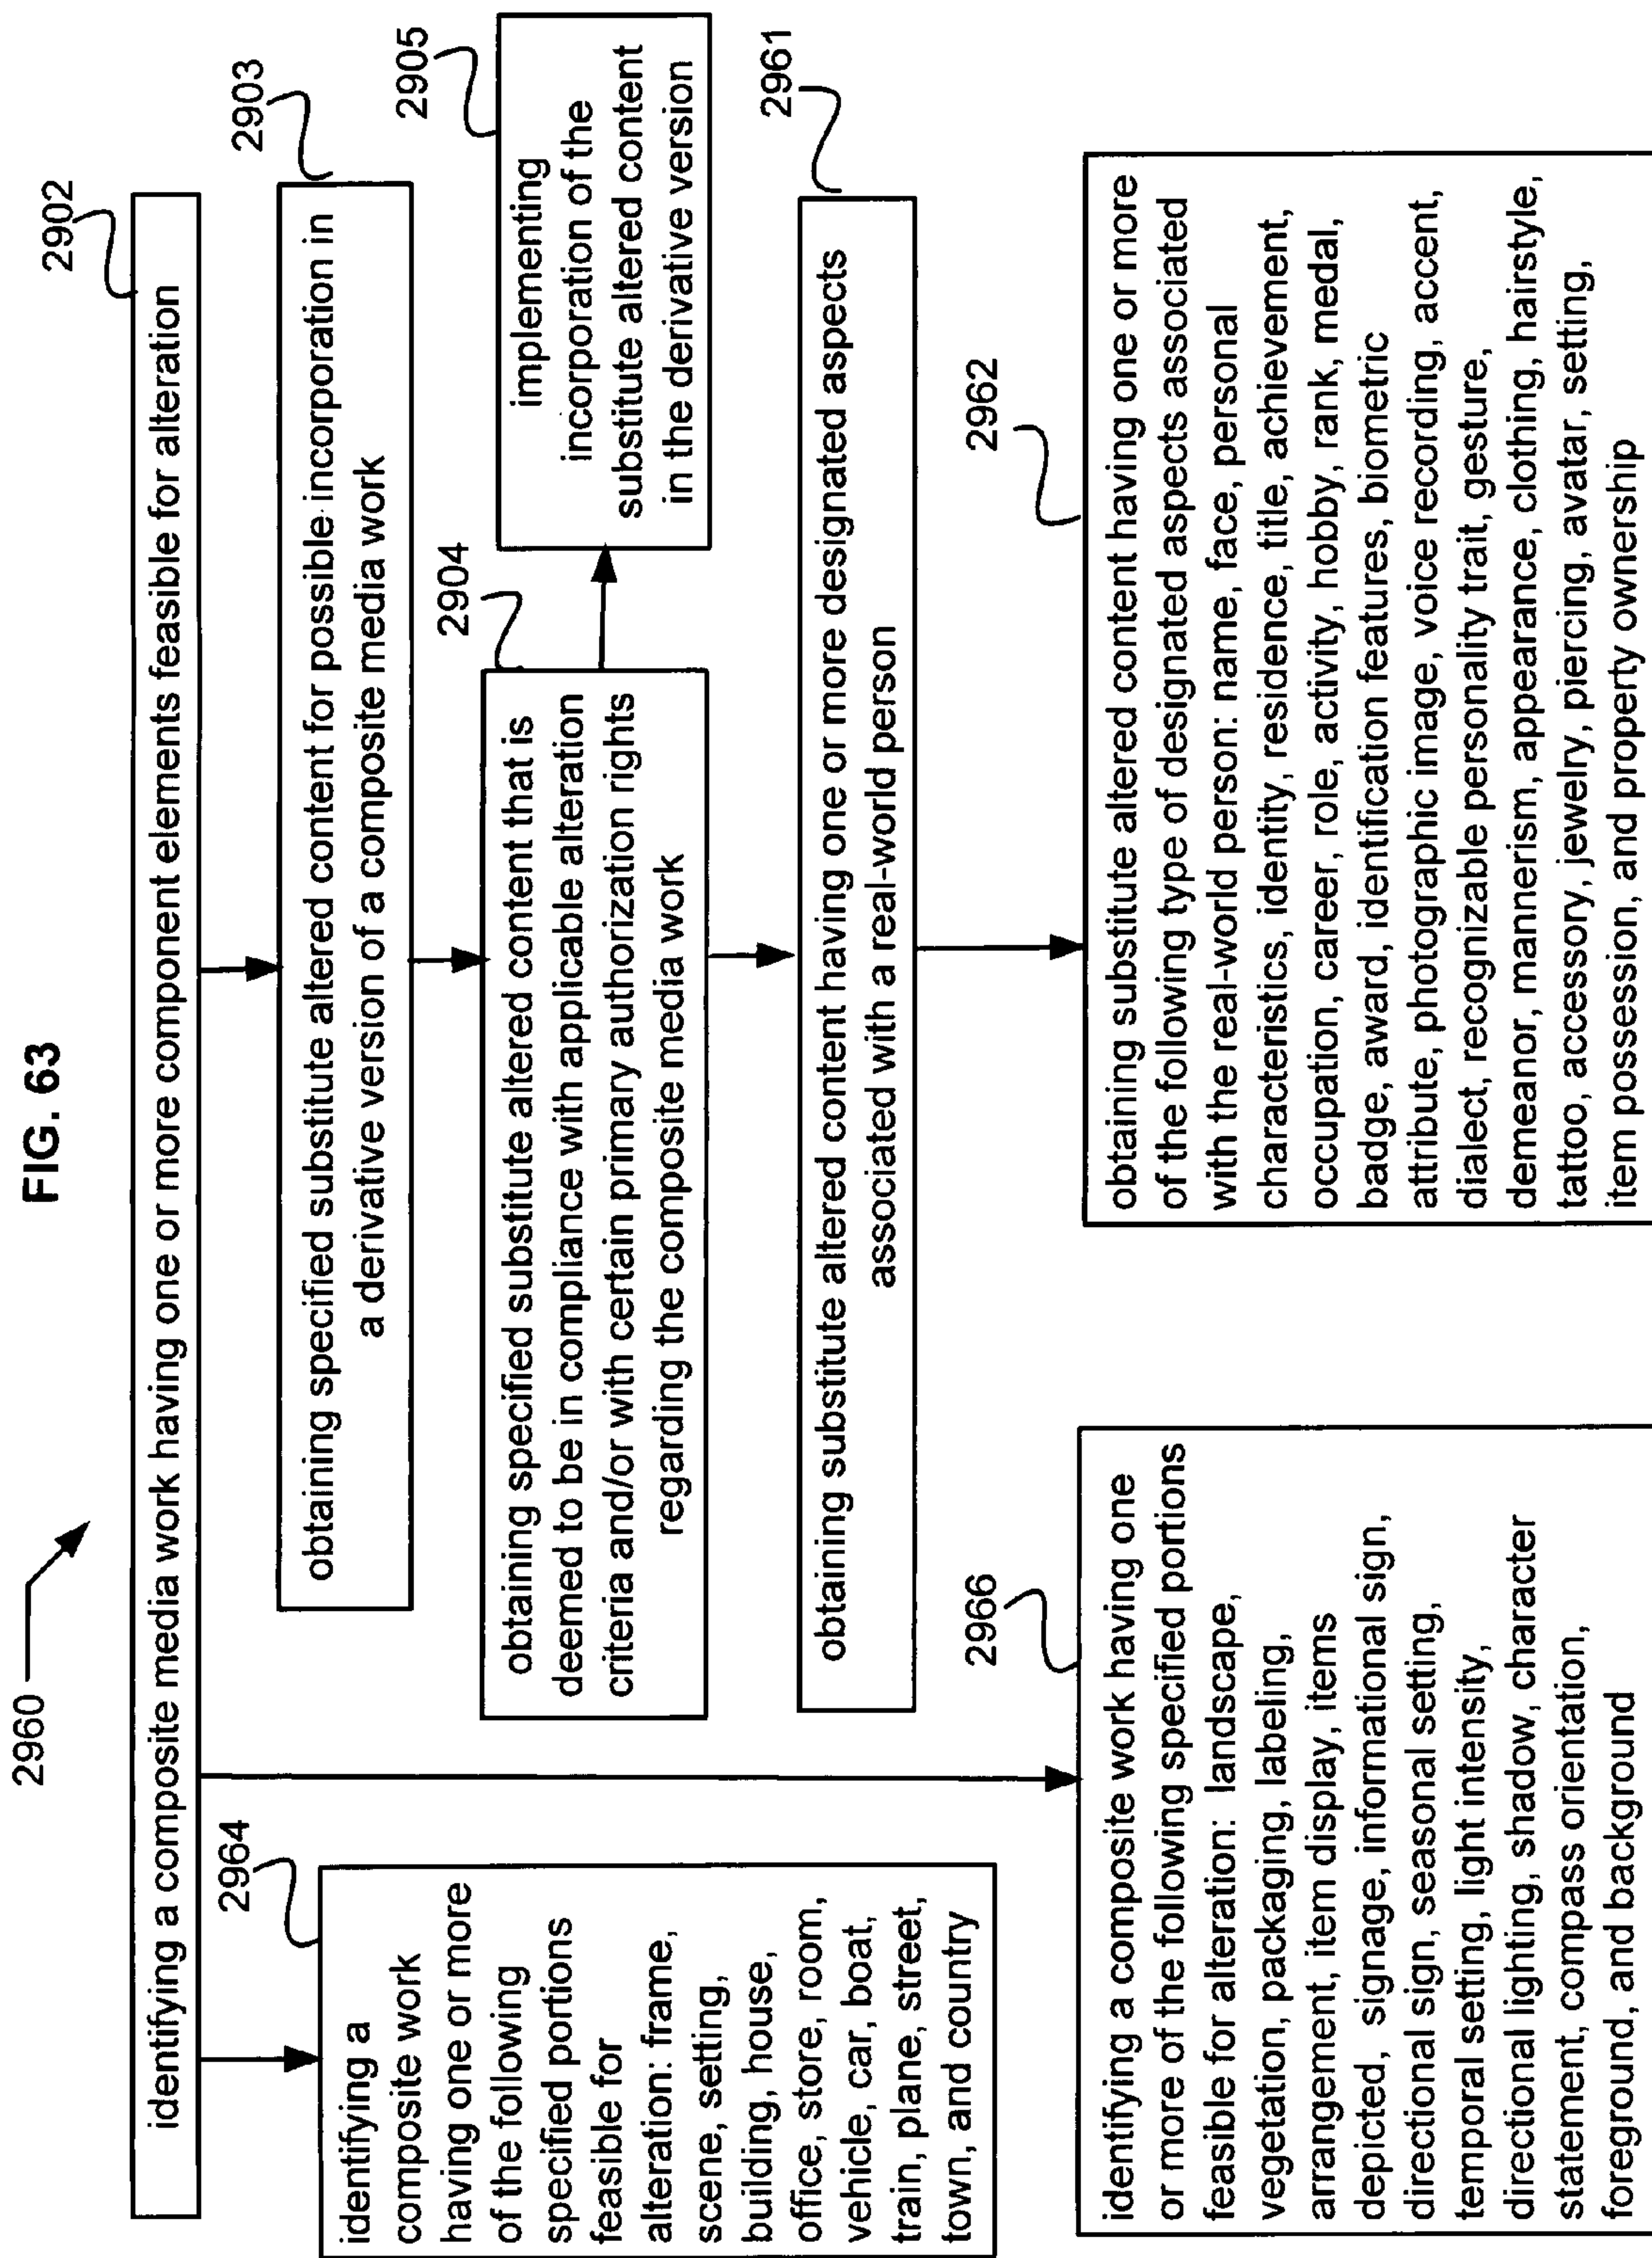 FIG. 63
2960
2902
identifying a composite media work having one or more component elements feasible for alteration
2903
obtaining specified substitute altered content for possible incorporation in
a derivative version of a composite media work
2904
obtaining specified substitute altered content that is
deemed to be in compliance with applicable alteration
criteria and/or with certain primary authorization rights
regarding the composite media work
2905
implementing
incorporation of the
substitute altered content
in the derivative version
2961
obtaining substitute altered content having one or more designated aspects
associated with a real-world person
2964
identifying a
composite work
having one or more
of the following
specified portions
feasible for
alteration: frame,
scene, setting,
building, house,
office, store, room,
vehicle, car, boat,
train, plane, street,
town, and country
2966
identifying a composite work having one
or more of the following specified portions
feasible for alteration: landscape,
vegetation, packaging, labeling,
arrangement, item display, items
depicted, signage, informational sign,
directional sign, seasonal setting,
temporal setting, light intensity,
directional lighting, shadow, character
statement, compass orientation,
foreground, and background
2962
obtaining substitute altered content having one or more
of the following type of designated aspects associated
with the real-world person: name, face, personal
characteristics, identity, residence, title, achievement,
occupation, career, role, activity, hobby, rank, medal,
badge, award, identification features, biometric
attribute, photographic image, voice recording, accent,
dialect, recognizable personality trait, gesture,
demeanor, mannerism, appearance, clothing, hairstyle,
tattoo, accessory, jewelry, piercing, avatar, setting,
item possession, and property ownership